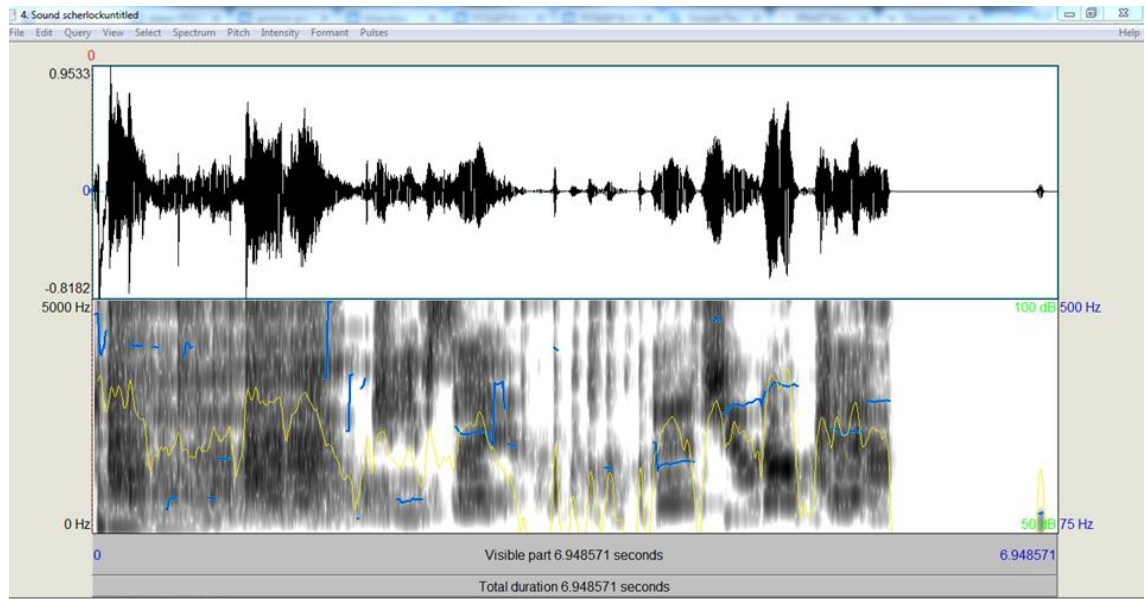 4. Sound scherlockuntitled
File Edit Query View Select Spectrum Pitch Intensity Formant Pulses Help
0
0.9533
0
-0.8182
5000 Hz 100 dB 500 Hz
0 Hz 50 dB 75 Hz
0 Visible part 6.948571 seconds 6.948571
Total duration 6.948571 seconds